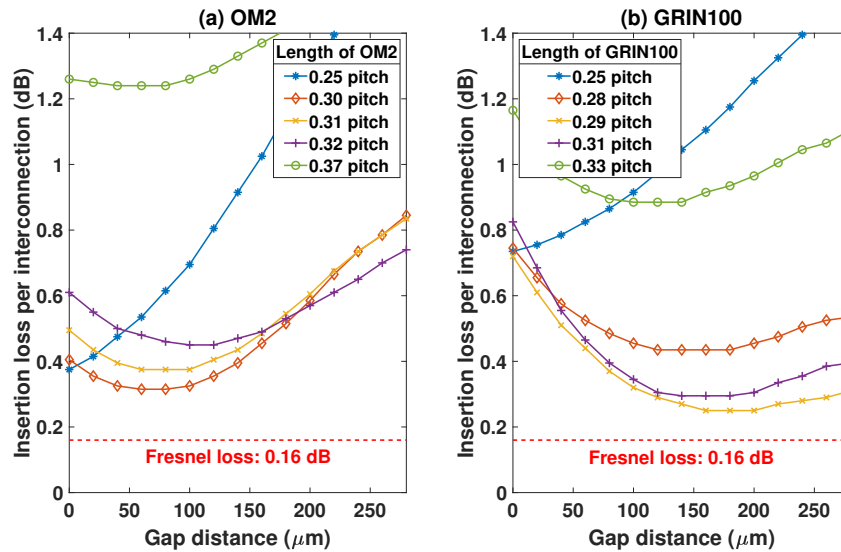 (a) OM2
Insertion loss per interconnection (dB)
1.4
1.2
1
0.8
0.6
0.4
0.2
0
Length of OM2
0.25 pitch
0.30 pitch
0.31 pitch
0.32 pitch
0.37 pitch
Fresnel loss: 0.16 dB
0 50 100 150 200 250
Gap distance (μm)
(b) GRIN100
Insertion loss per interconnection (dB)
1.4
1.2
1
0.8
0.6
0.4
0.2
0
Length of GRIN100
0.25 pitch
0.28 pitch
0.29 pitch
0.31 pitch
0.33 pitch
Fresnel loss: 0.16 dB
0 50 100 150 200 250
Gap distance (μm)